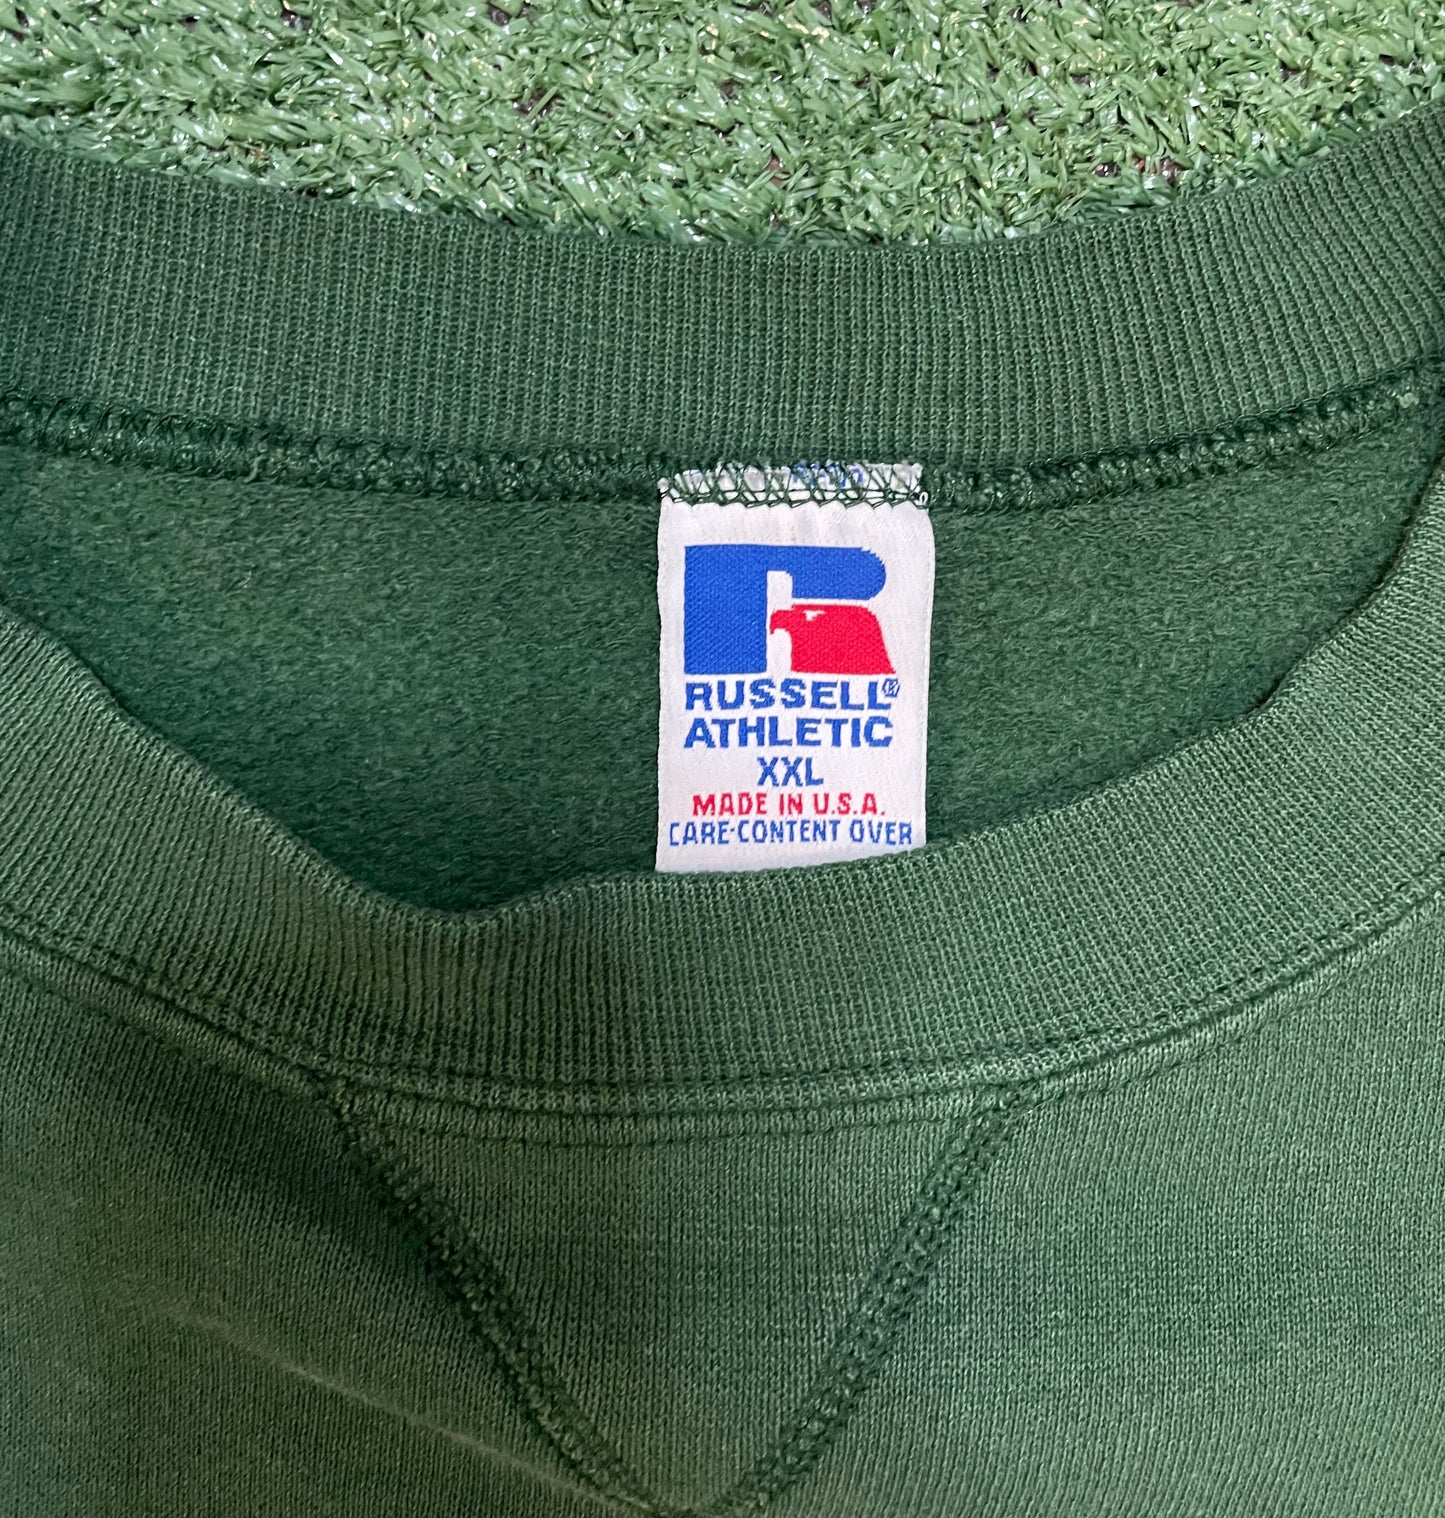 RUSSELL®
ATHLETIC
XXL
MADE IN U.S.A.
CARE-CONTENT OVER